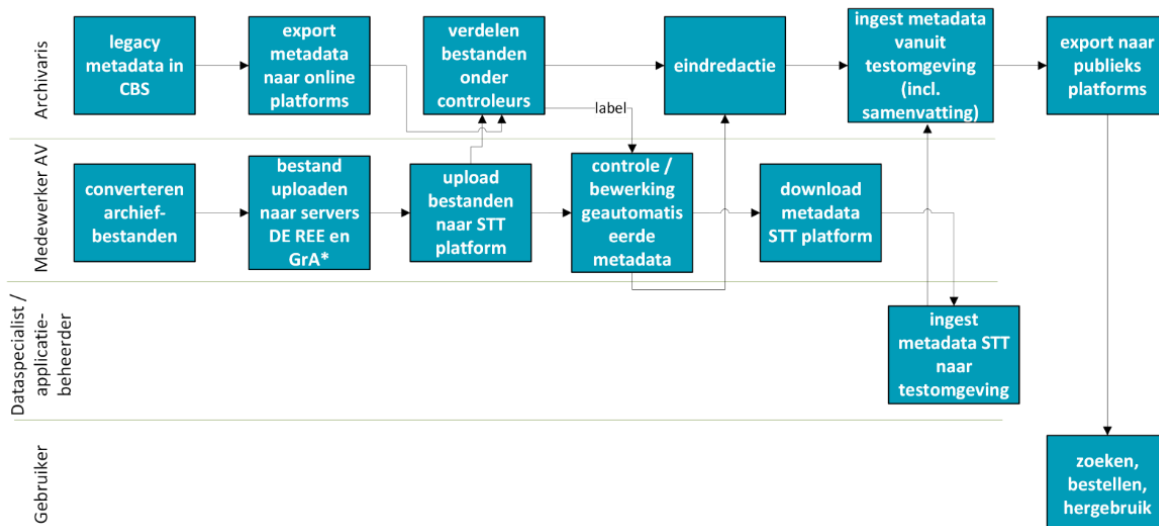 Archivaris
legacy
metadata in
CBS
export
metadata
naar online
platforms
verdelen
bestanden
onder
controleurs
label
eindredactie
ingest metadata
vanuit
testomgeving
(incl.
samenvatting)
export naar
publieks
platforms
Medewerker AV
converteren
archief-
bestanden
bestand
uploaden
naar servers
DE REE en
GrA*
upload
bestanden
naar STT
platform
controle /
bewerking
geautomatis
eerde
metadata
download
metadata
STT platform
Dataspecialist /
applicatie-
beheerder
ingest
metadata STT
naar
testomgeving
Gebruiker
zoeken,
bestellen,
hergebruik